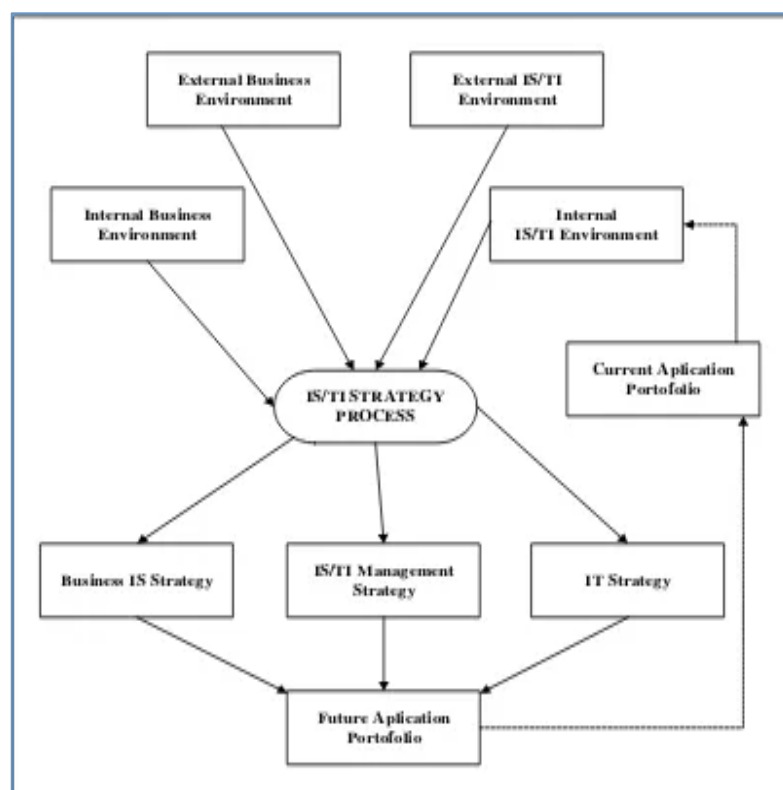 External Business
Environment
External IS/TI
Environment
Internal Business
Environment
Internal
IS/TI Environment
IS/TI STRATEGY
PROCESS
Current Aplication
Portofolio
Business IS Strategy
IS/TI Management
Strategy
IT Strategy
Future Aplication
Portofolio